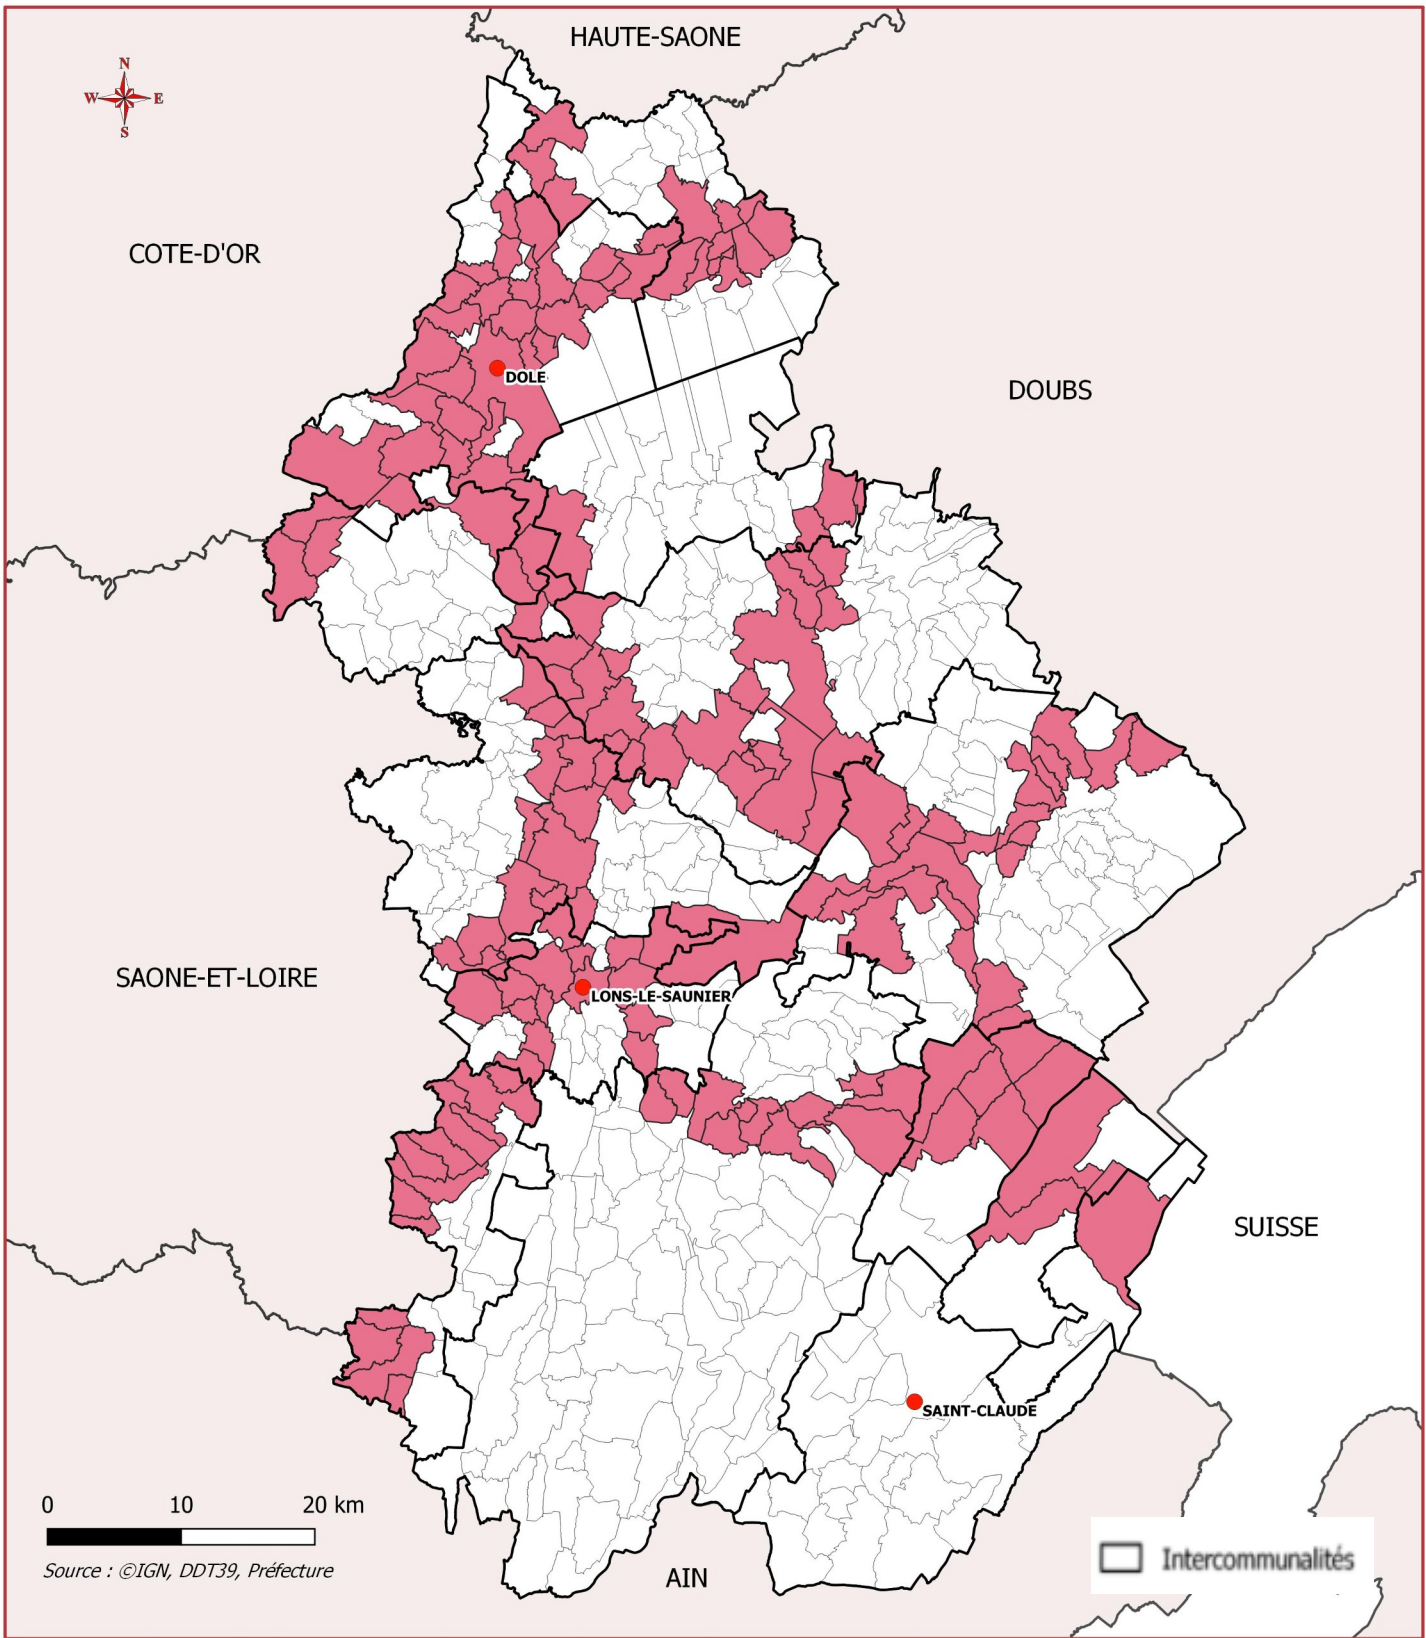 HAUTE-SAONE
N
W E
S
COTE-D'OR
DOLE
DOUBS
SAONE-ET-LOIRE
LONS-LE-SAUNIER
SUISSE
SAINT-CLAUDE
0 10 20 km
Source : ©IGN, DDT39, Préfecture
AIN
Intercommunalités